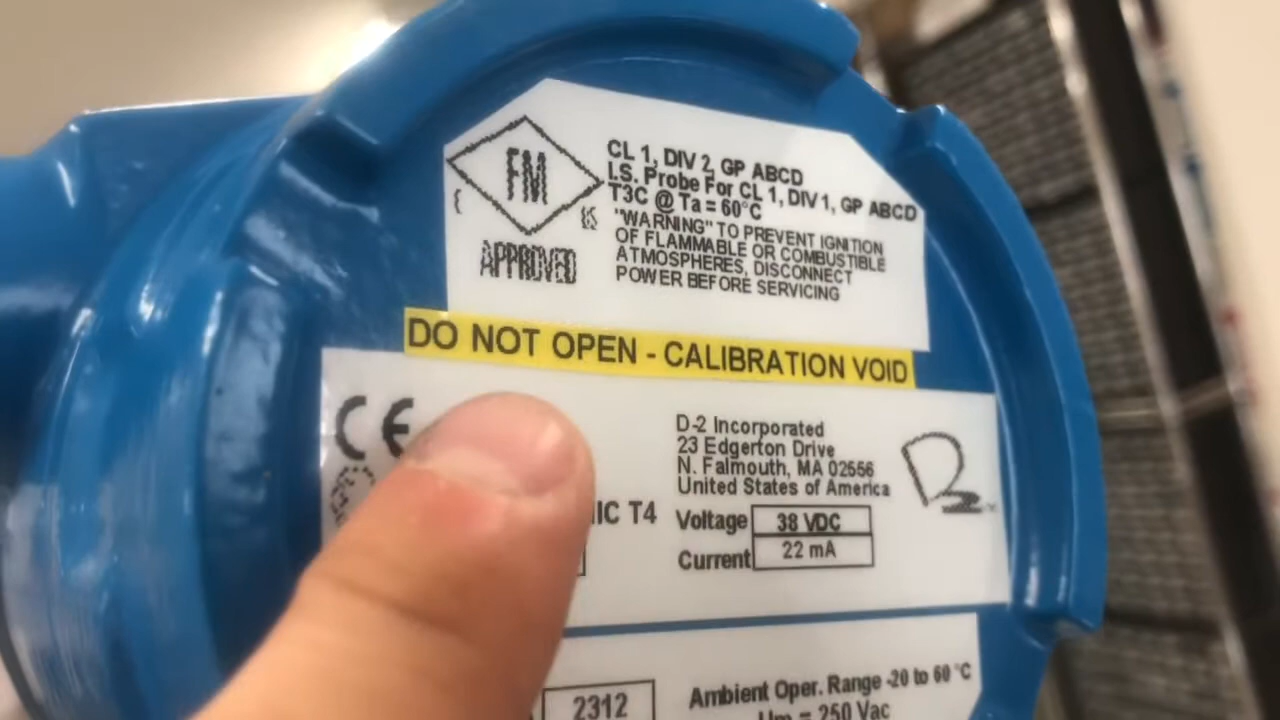 FM
APPROVED
CL 1, DIV 2, GP ABCD
I.S. Probe For CL 1, DIV 1, GP ABCD
T3C @ Ta = 60°C
"WARNING" TO PREVENT IGNITION
OF FLAMMABLE OR COMBUSTIBLE
ATMOSPHERES, DISCONNECT
POWER BEFORE SERVICING
DO NOT OPEN - CALIBRATION VOID
CE
IIC T4
D-2 Incorporated
23 Edgerton Drive
N. Falmouth, MA 02556
United States of America
Voltage 38 VDC
Current 22 mA
2312
Ambient Oper. Range -20 to 60 °C
Um = 250 Vac